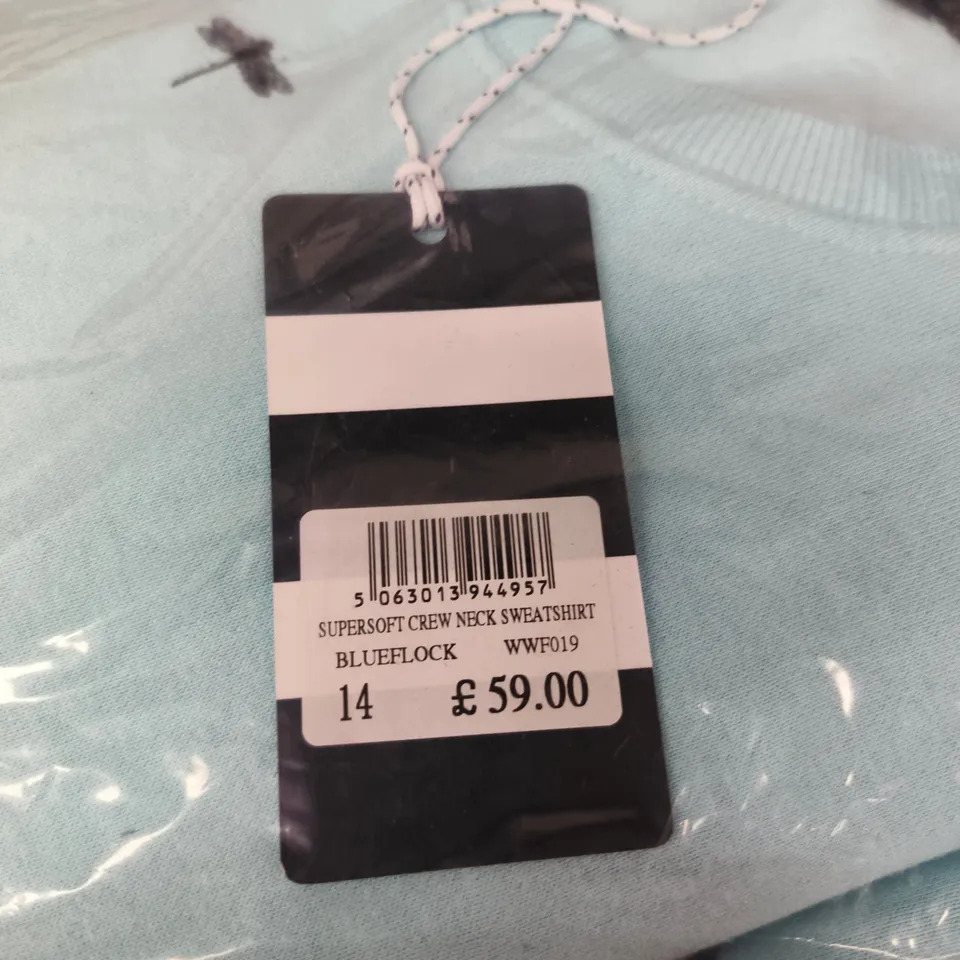 5 063013 944957
SUPERSOFT CREW NECK SWEATSHIRT
BLUEFLOCK WWF019
14 £59.00